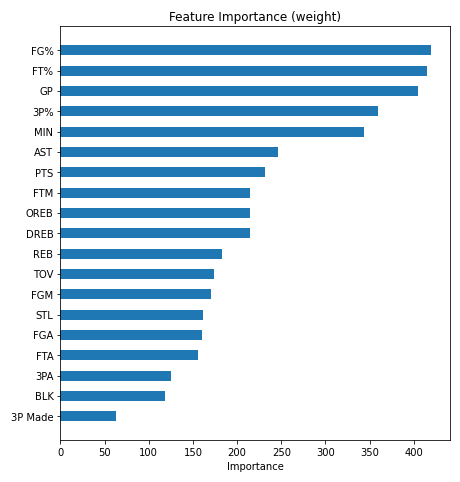 Feature Importance (weight)
FG%
FT%
GP
3P%
MIN
AST
PTS
FTM
OREB
DREB
REB
TOV
FGM
STL
FGA
FTA
3PA
BLK
3P Made
0 50 100 150 200 250 300 350 400
Importance